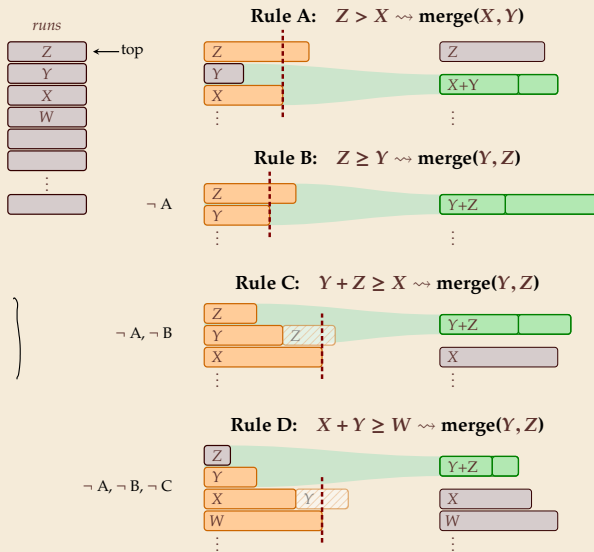 runs
Z
Y
X
W
⋮
←top
Rule A: Z > X ⇝ merge(X, Y)
Z
Y
X
⋮
Z
X+Y
⋮
Rule B: Z ≥ Y ⇝ merge(Y, Z)
¬ A
Z
Y
⋮
Y+Z
⋮
Rule C: Y + Z ≥ X ⇝ merge(Y, Z)
¬ A, ¬ B
Z
Y Z
X
⋮
Y+Z
X
⋮
Rule D: X + Y ≥ W ⇝ merge(Y, Z)
¬ A, ¬ B, ¬ C
Z
Y
X Y
W
⋮
Y+Z
X
W
⋮